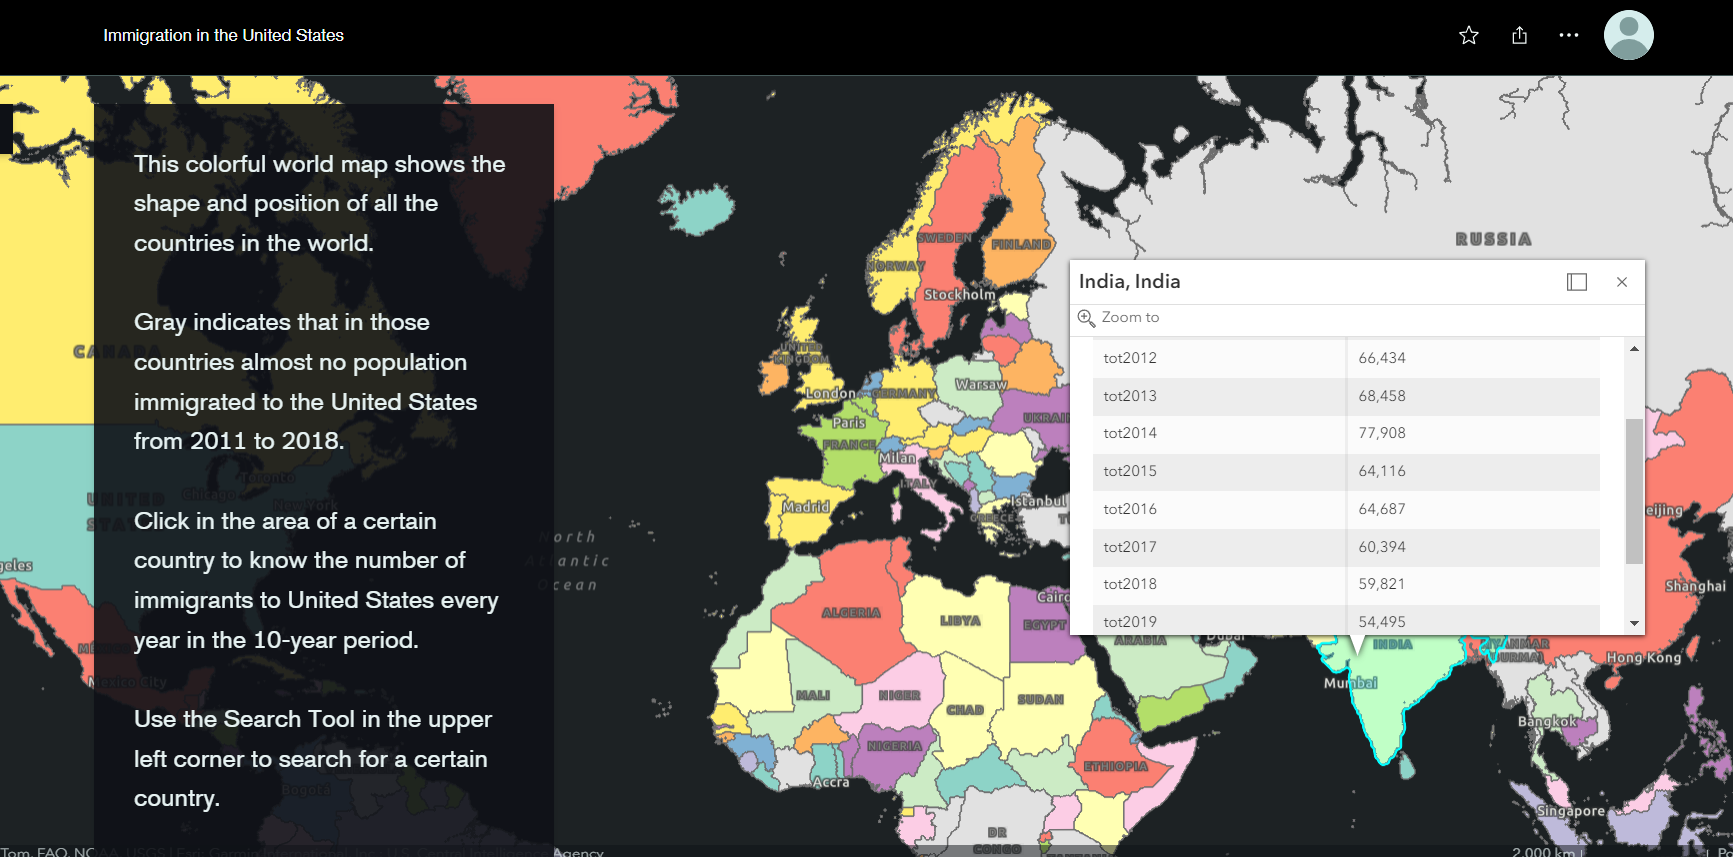 Immigration in the United States
This colorful world map shows the
shape and position of all the
countries in the world.
Gray indicates that in those
countries almost no population
immigrated to the United States
from 2011 to 2018.
Click in the area of a certain
country to know the number of
immigrants to United States every
year in the 10-year period.
Use the Search Tool in the upper
left corner to search for a certain
country.
India, India
Zoom to
tot2012 66,434
tot2013 68,458
tot2014 77,908
tot2015 64,116
tot2016 64,687
tot2017 60,394
tot2018 59,821
tot2019 54,495
RUSSIA
SWEDEN
FINLAND
NORWAY
Stockholm
CANADA
UNITED
KINGDOM
London
GERMANY
Warsaw
UKRAI
Paris
FRANCE
Milan
ITALY
Madrid
Istanbul
GREECE
Toronto
Chicago
New York
UNITED
STA
North
Atlantic
Ocean
geles
eijing
Shanghai
ALGERIA
LIBYA
Cairo
EGYPT
ARABIA
Dubai
INDIA
MYANMAR
(BURMA)
Hong Kong
Mumbai
Mexico City
MALI
NIGER
CHAD
SUDAN
Bangkok
NIGERIA
ETHIOPIA
Accra
Bogotá
Singapore
DR
CONGO
Tom, FAO, NOAA, USGS | Esri, Garmin International, Inc., U.S. Central Intelligence Agency
2,000 km